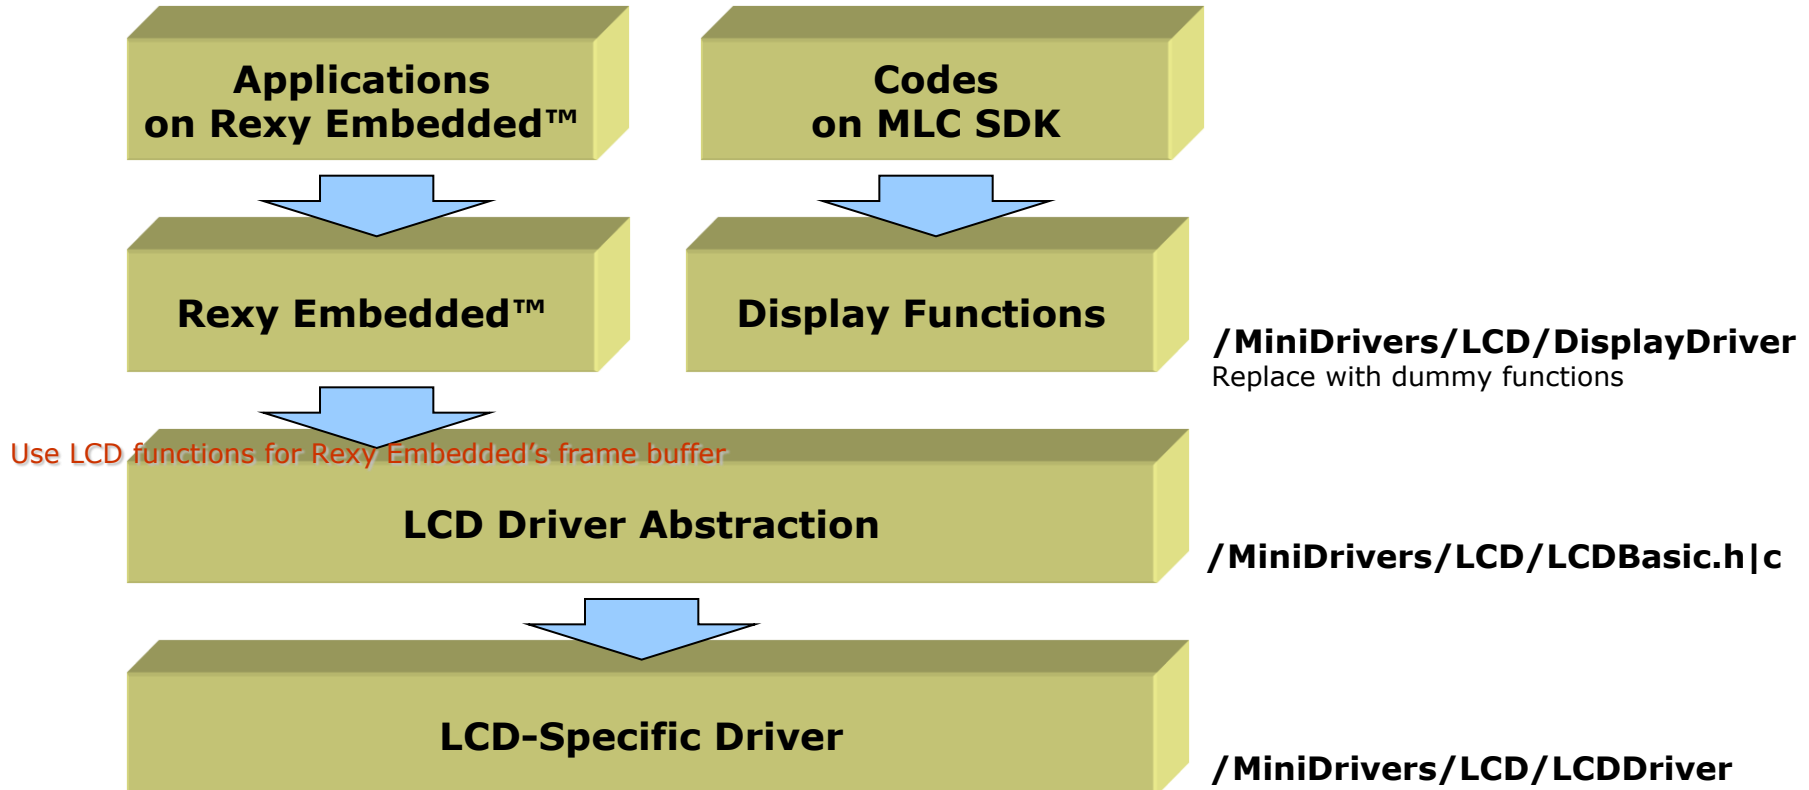 Applications
on Rexy Embedded™
Codes
on MLC SDK
Rexy Embedded™
Display Functions
/MiniDrivers/LCD/DisplayDriver
Replace with dummy functions
Use LCD functions for Rexy Embedded’s frame buffer
LCD Driver Abstraction
/MiniDrivers/LCD/LCDBasic.h|c
LCD-Specific Driver
/MiniDrivers/LCD/LCDDriver